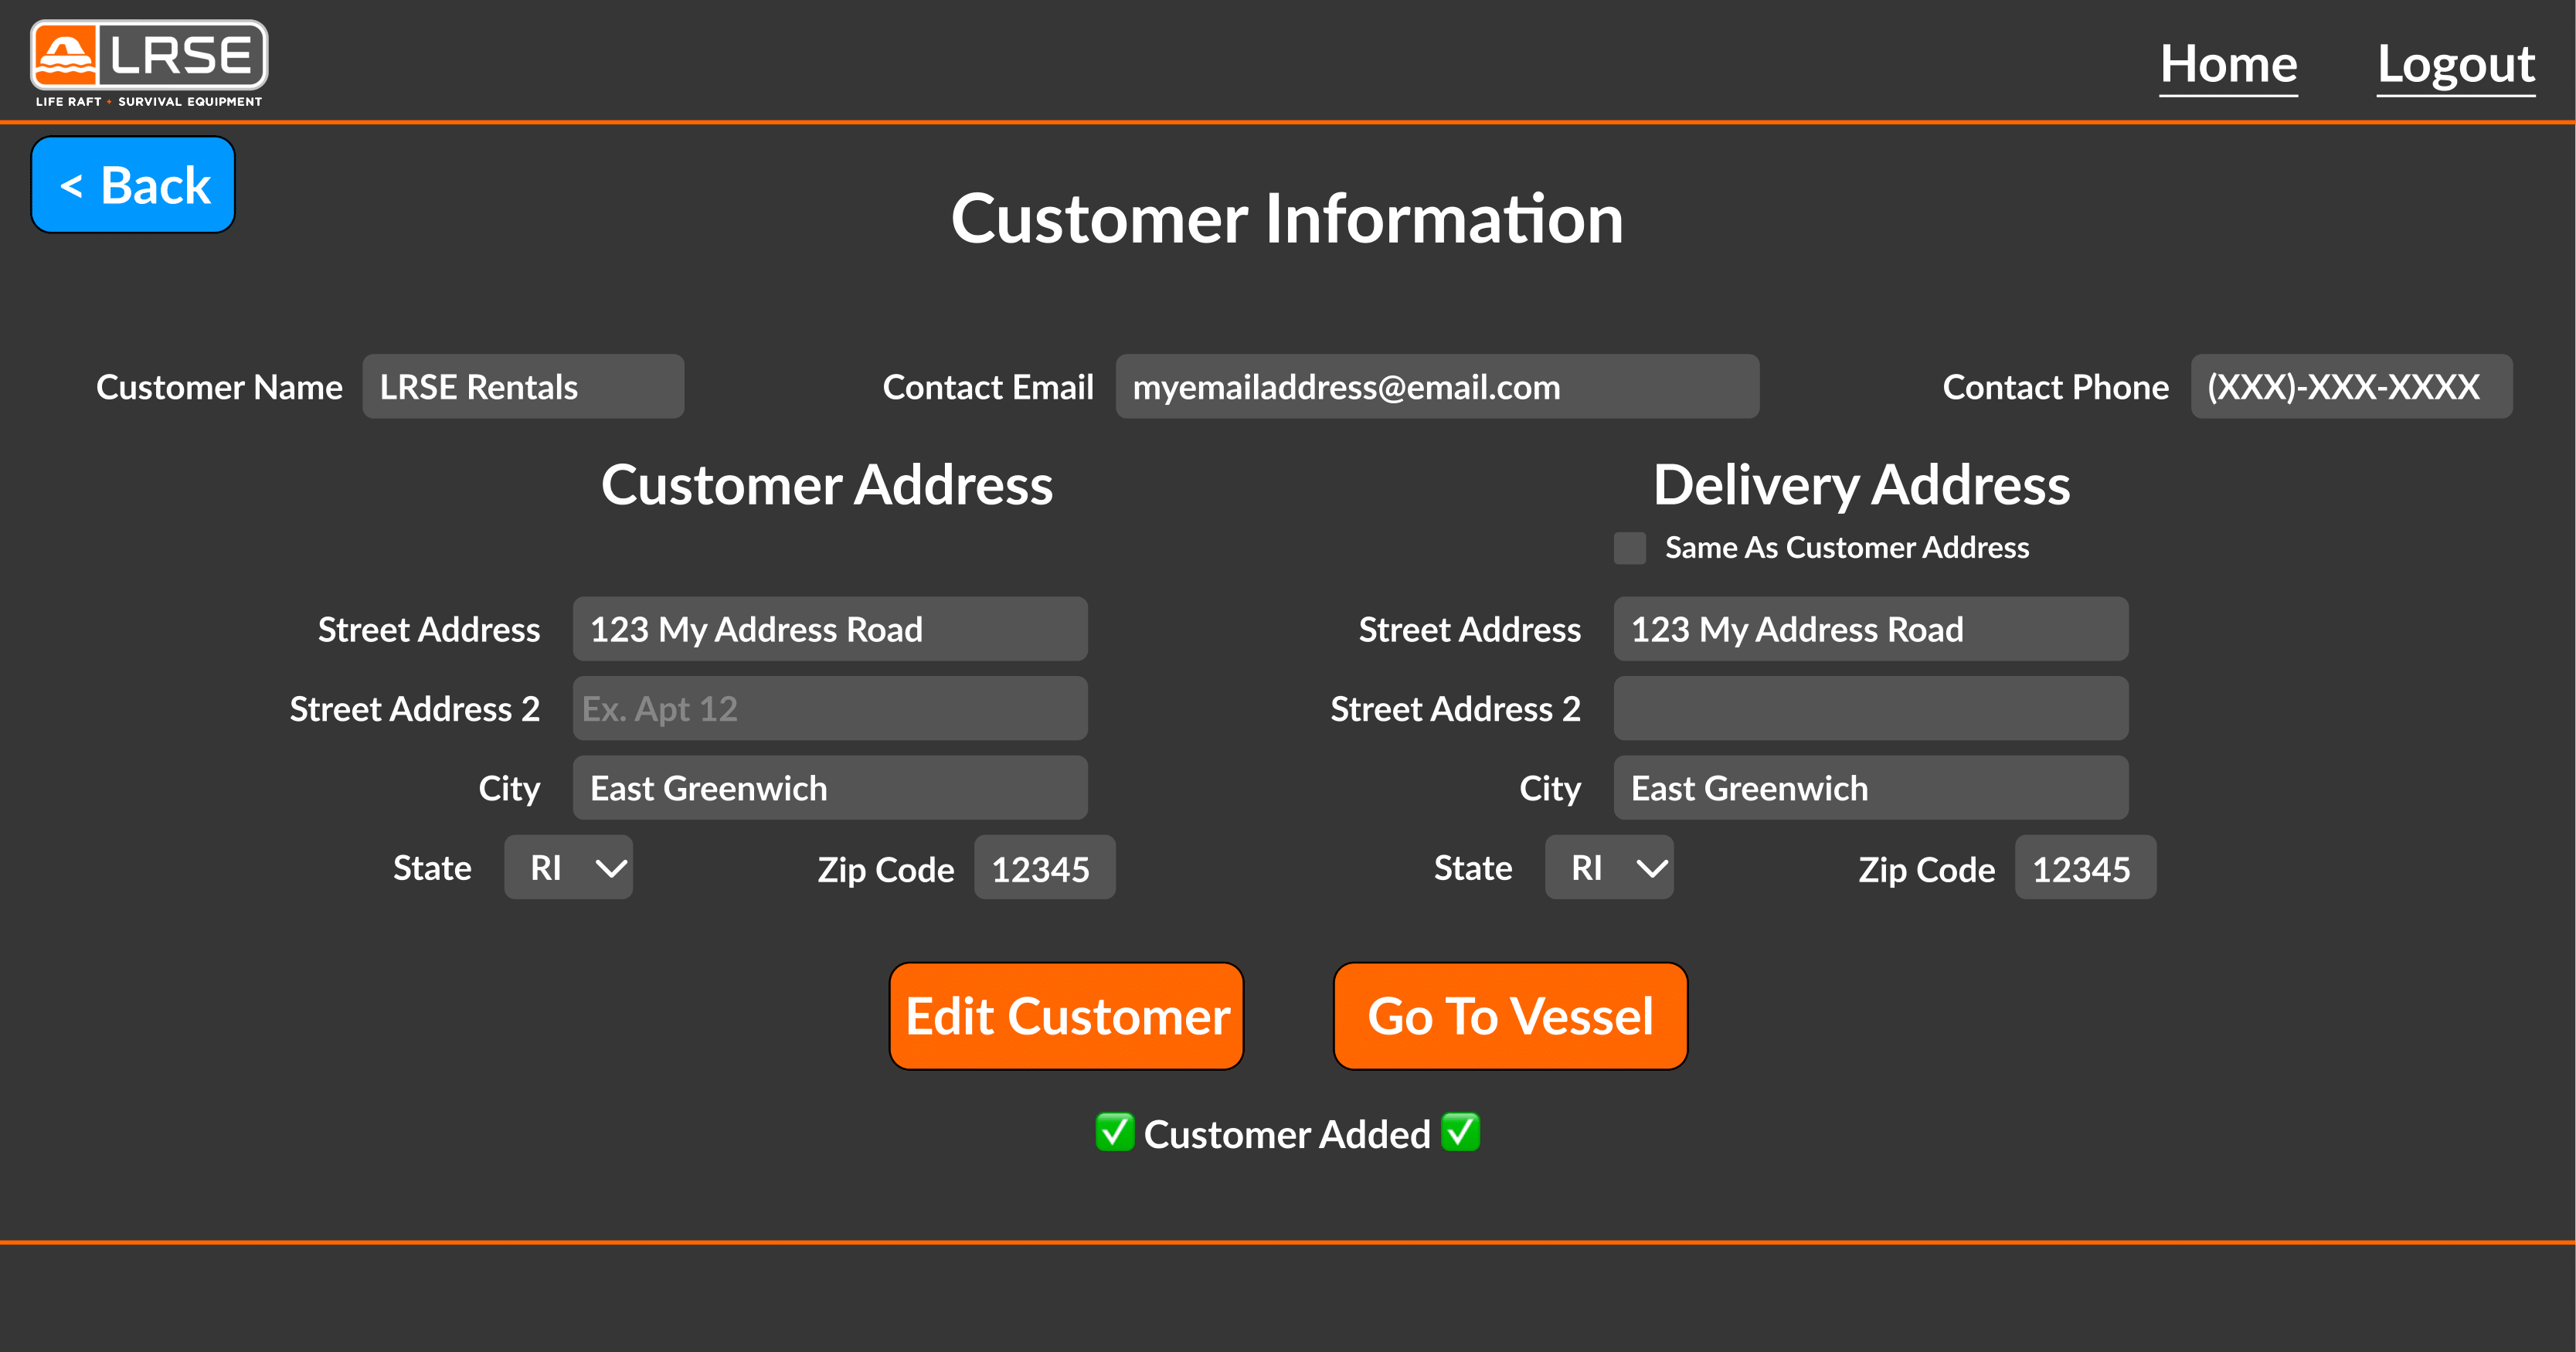 LRSE
LIFE RAFT + SURVIVAL EQUIPMENT
Home Logout
< Back
Customer Information
Customer Name LRSE Rentals Contact Email myemailaddress@email.com Contact Phone (XXX)-XXX-XXXX
Customer Address Delivery Address
Same As Customer Address
Street Address 123 My Address Road Street Address 123 My Address Road
Street Address 2 Ex. Apt 12 Street Address 2
City East Greenwich City East Greenwich
State RI Zip Code 12345 State RI Zip Code 12345
Edit Customer Go To Vessel
✅ Customer Added ✅